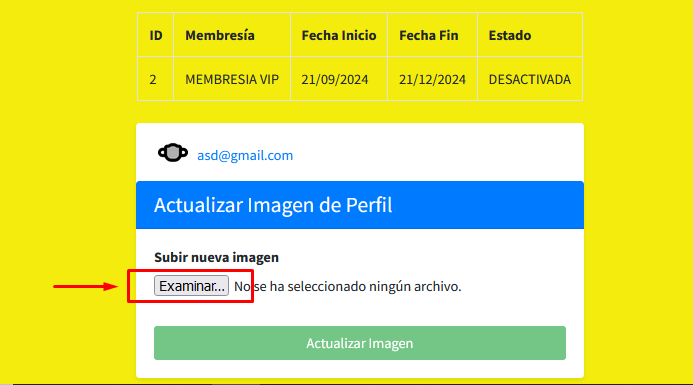 ID Membresía Fecha Inicio Fecha Fin Estado
2 MEMBRESIA VIP 21/09/2024 21/12/2024 DESACTIVADA
asd@gmail.com
Actualizar Imagen de Perfil
Subir nueva imagen
Examinar... No se ha seleccionado ningún archivo.
Actualizar Imagen